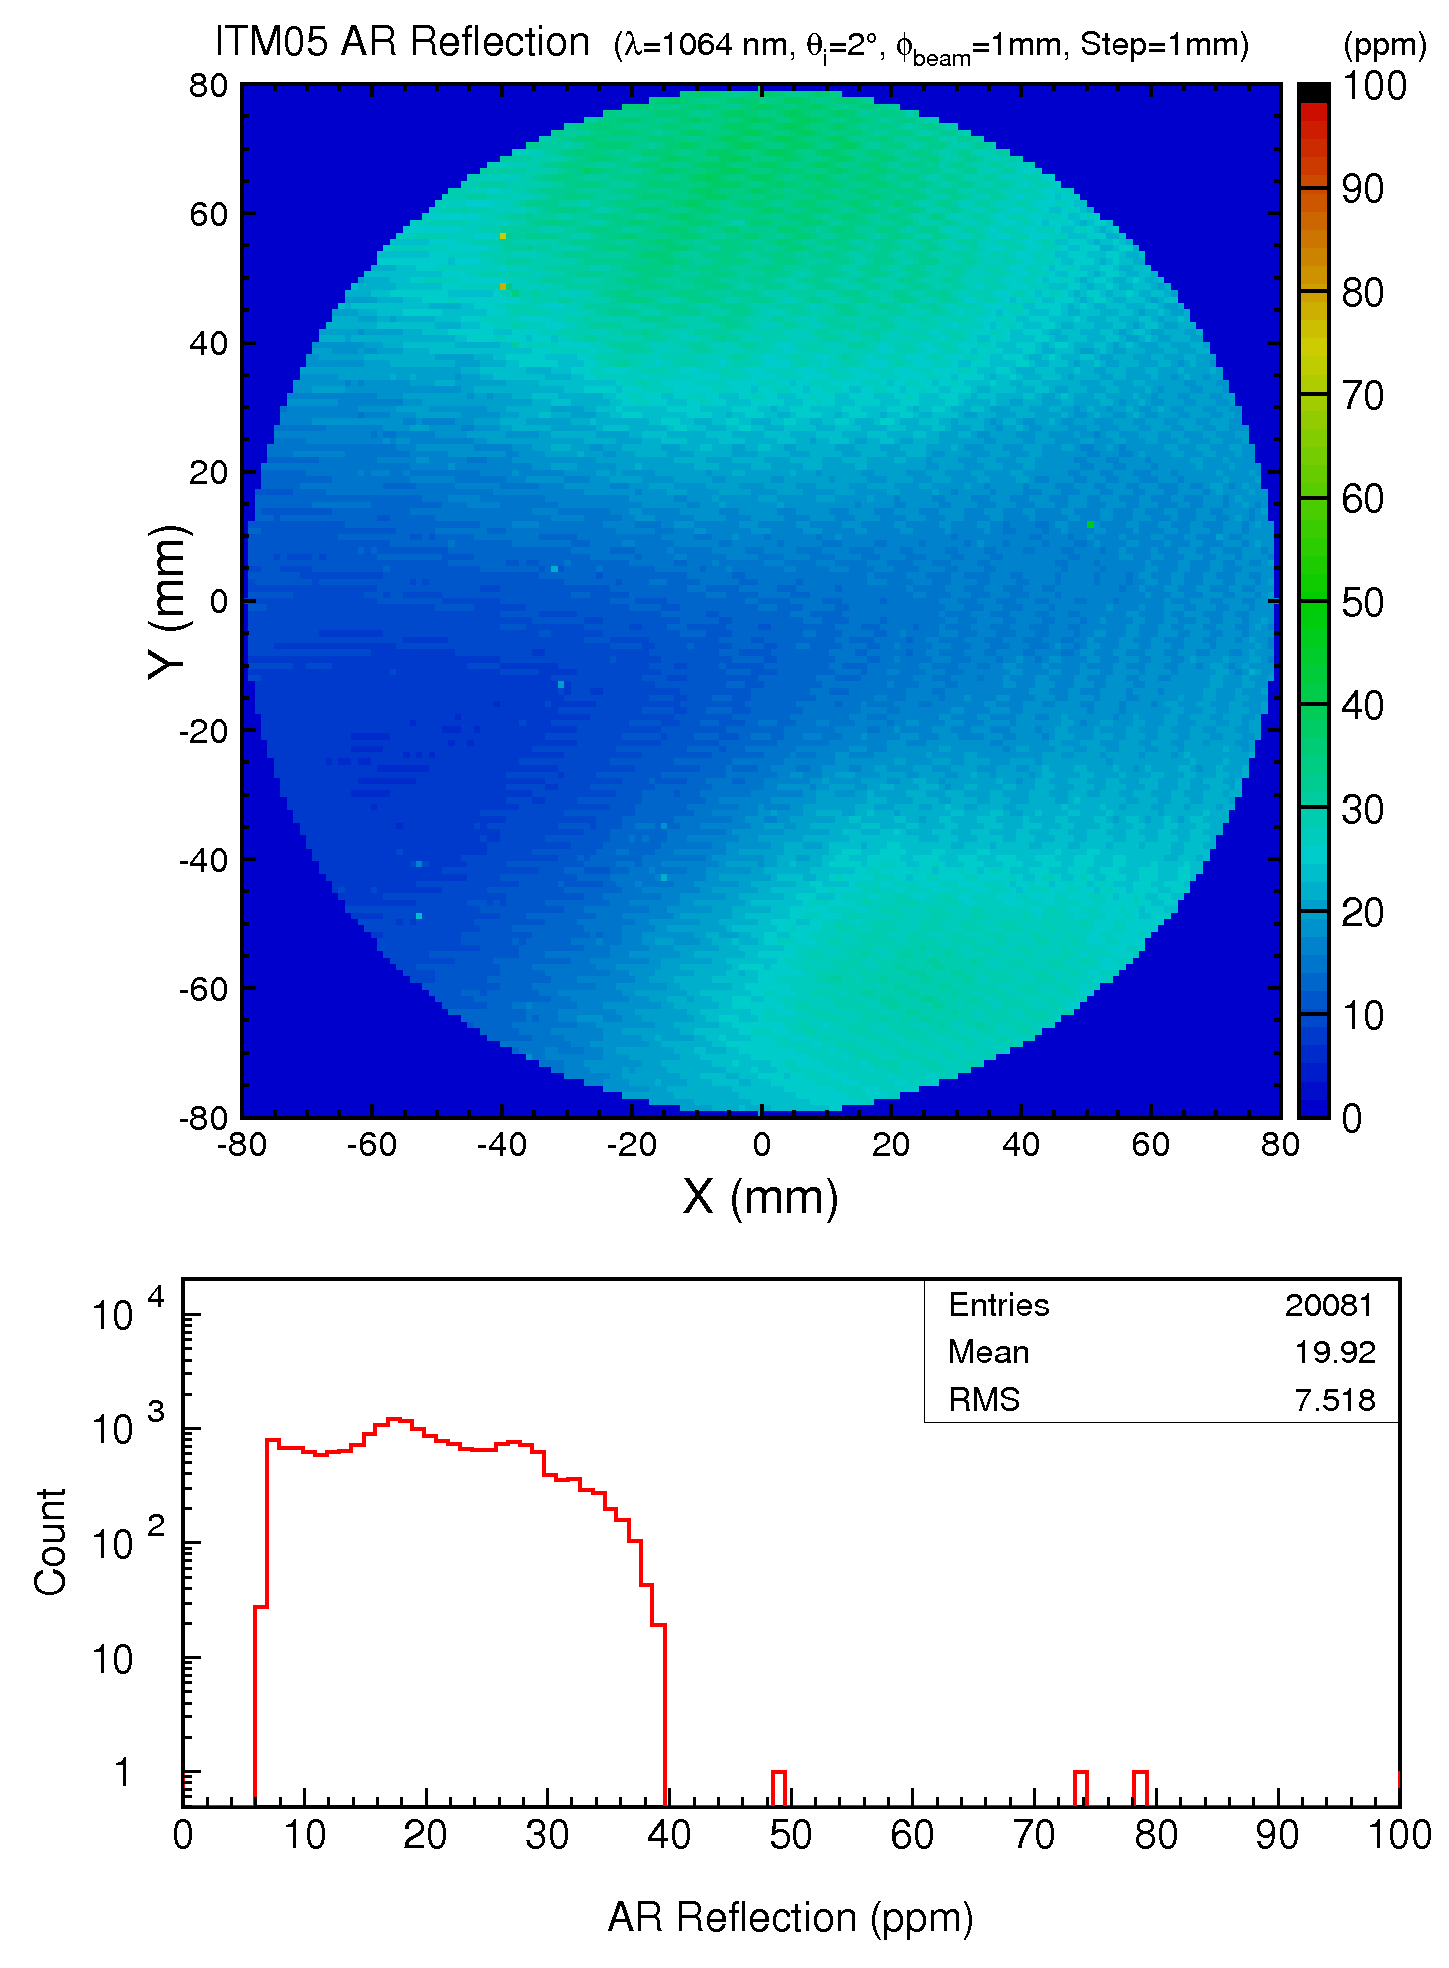 ITM05 AR Reflection (λ=1064 nm, θi=2°, ϕbeam=1mm, Step=1mm) (ppm)
80
60
40
20
0
-20
-40
-60
-80
Y (mm)
-80 -60 -40 -20 0 20 40 60 80
X (mm)
100
90
80
70
60
50
40
30
20
10
0
Entries 20081
Mean 19.92
RMS 7.518
10 4
10 3
10 2
10
1
Count
0 10 20 30 40 50 60 70 80 90 100
AR Reflection (ppm)